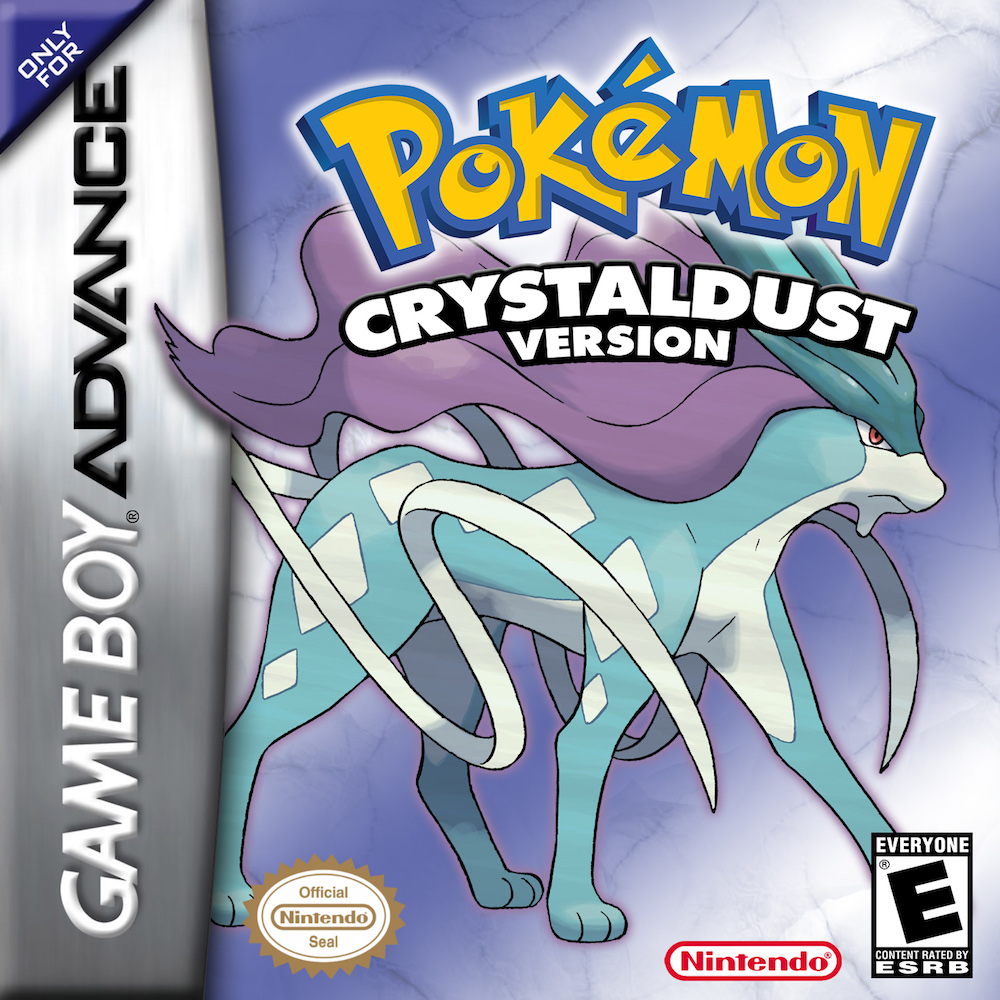 ONLY
FOR
GAME BOY ADVANCE
®
POKéMON
CRYSTALDUST
VERSION
Official
Nintendo®
Seal
Nintendo®
EVERYONE
®
E
CONTENT RATED BY
ESRB